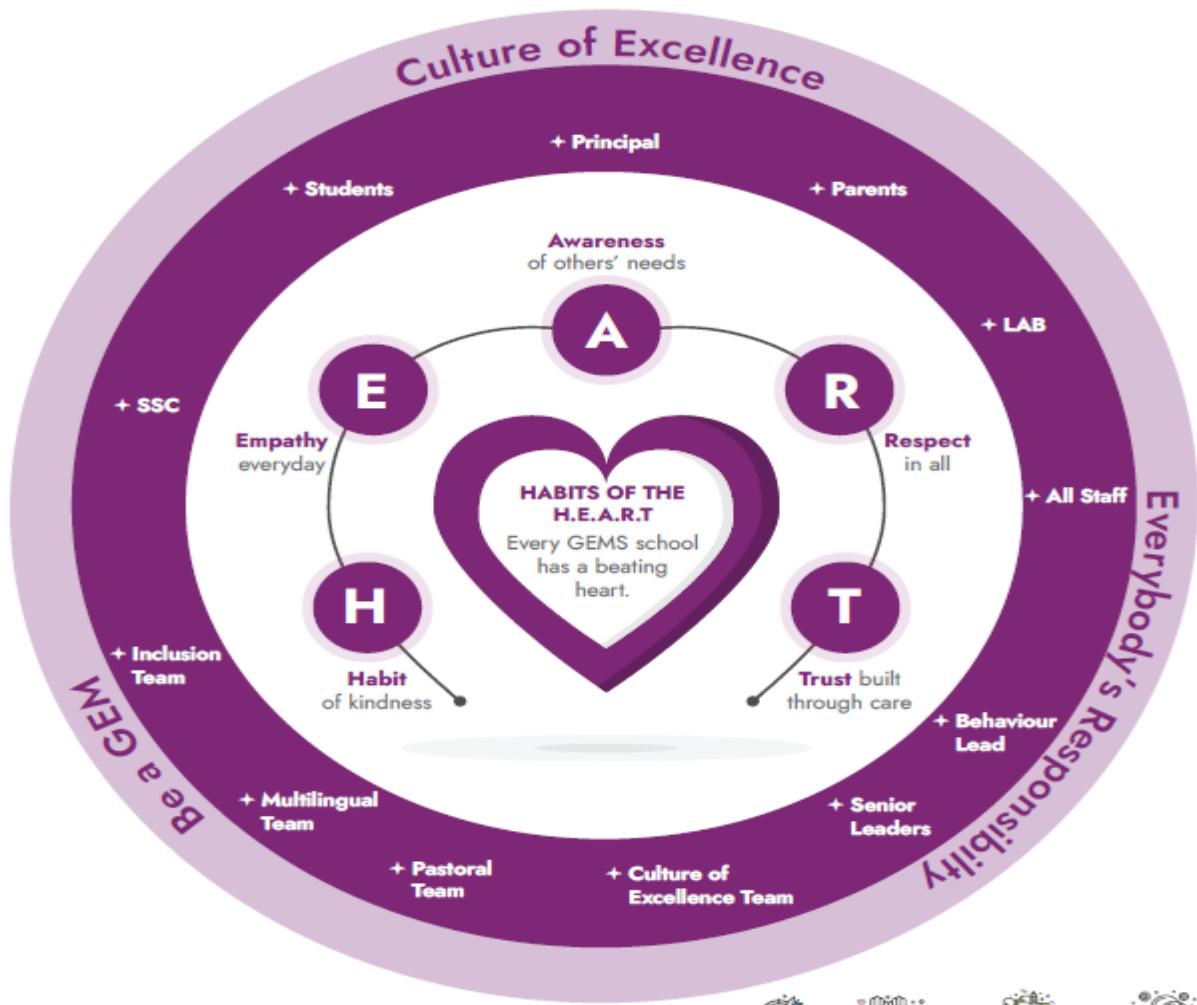 Culture of Excellence
Principal
Students
Parents
Awareness
of others' needs
A
LAB
E
R
SSC
Empathy
everyday
Respect
in all
HABITS OF THE
H.E.A.R.T
Every GEMS school
has a beating
heart.
All Staff
Everybody's Responsibility
H
T
Inclusion
Team
Habit
of kindness
Trust built
through care
Be a GEM
Behaviour
Lead
Multilingual
Team
Senior
Leaders
Pastoral
Team
Culture of
Excellence Team